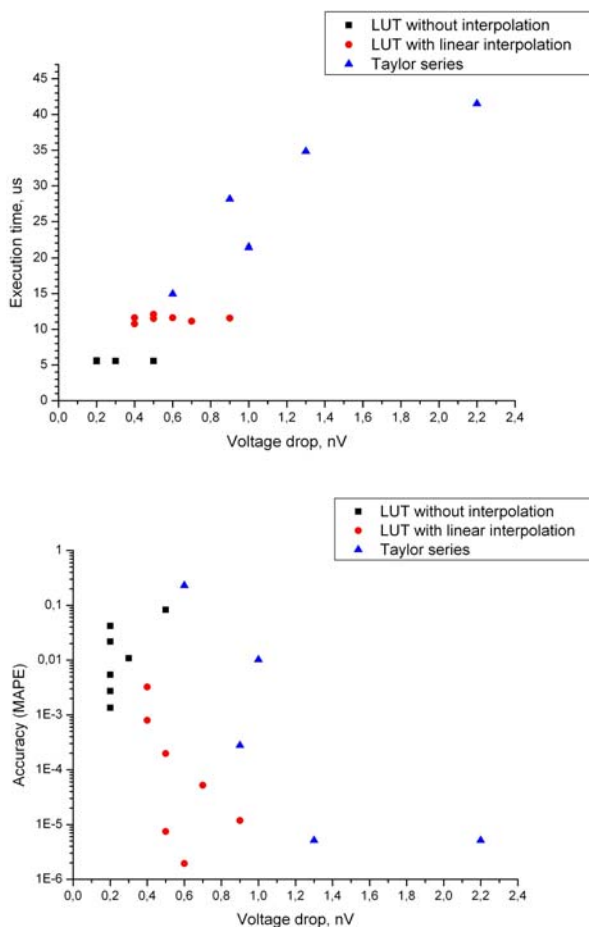 LUT without interpolation
LUT with linear interpolation
Taylor series
45
40
35
30
25
20
15
10
5
0
Execution time, us
0,0 0,2 0,4 0,6 0,8 1,0 1,2 1,4 1,6 1,8 2,0 2,2 2,4
Voltage drop, nV
LUT without interpolation
LUT with linear interpolation
Taylor series
1
0,1
0,01
1E-3
1E-4
1E-5
1E-6
Accuracy (MAPE)
0,0 0,2 0,4 0,6 0,8 1,0 1,2 1,4 1,6 1,8 2,0 2,2 2,4
Voltage drop, nV